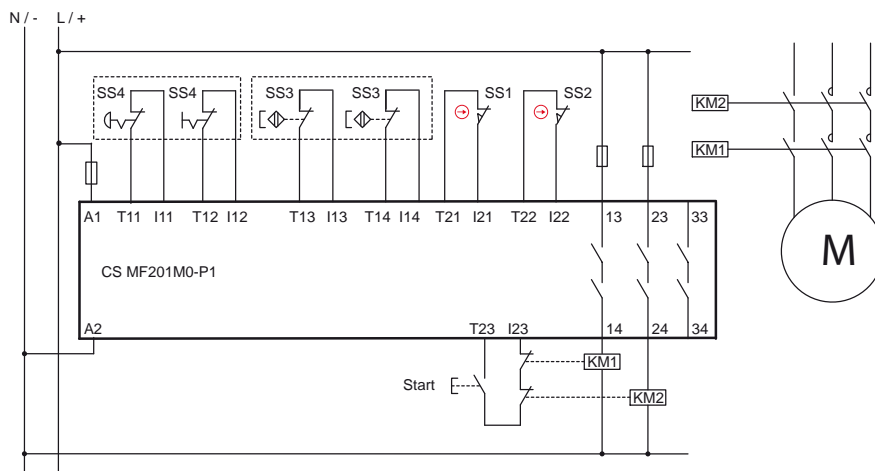 N / - L / +
SS4 SS4 SS3 SS3 SS1 SS2
KM2
KM1
A1 T11 I11 T12 I12 T13 I13 T14 I14 T21 I21 T22 I22 13 23 33
M
CS MF201M0-P1
A2 T23 I23 14 24 34
KM1
Start
KM2